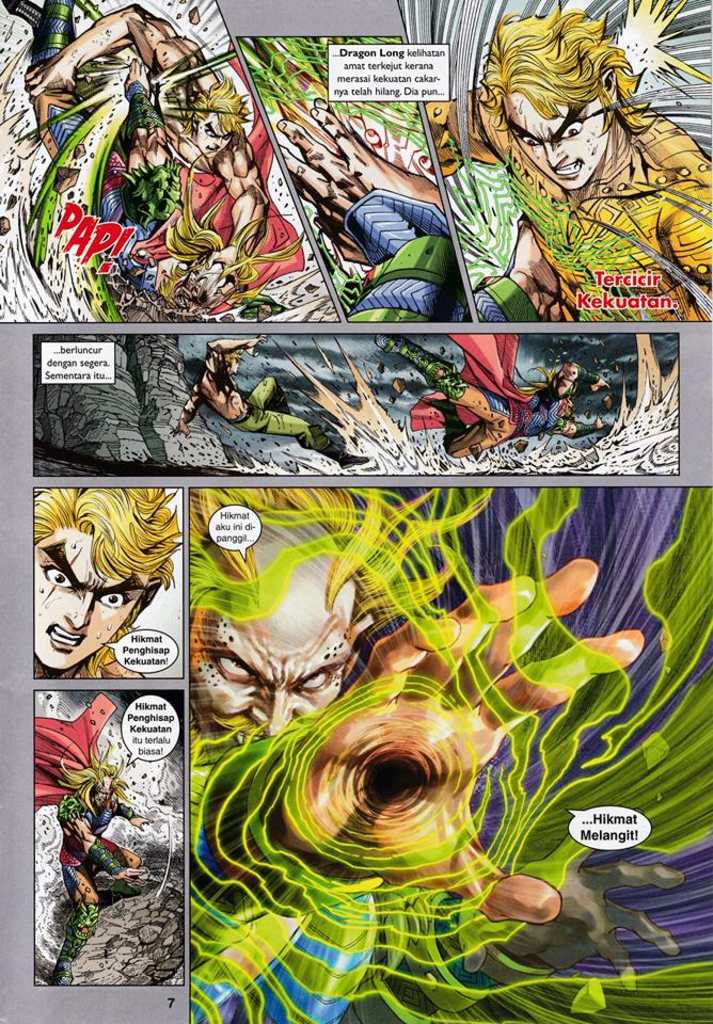 ...Dragon Long kelihatan
amat terkejut kerana
merasai kekuatan cakar-
nya telah hilang. Dia pun...
PAP!
Tercicir
Kekuatan.
...berluncur
dengan segera.
Sementara itu...
Hikmat
Penghisap
Kekuatan!
Hikmat
Penghisap
Kekuatan
itu terlalu
biasa!
Hikmat
aku ini di-
panggil...
...Hikmat
Melangit!
7